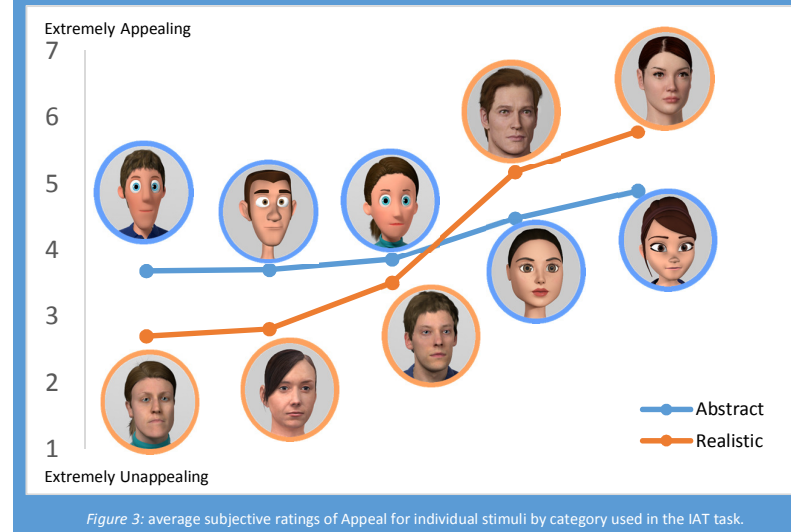 Extremely Appealing
7
6
5
4
3
2
1
Extremely Unappealing
Abstract
Realistic
Figure 3: average subjective ratings of Appeal for individual stimuli by category used in the IAT task.